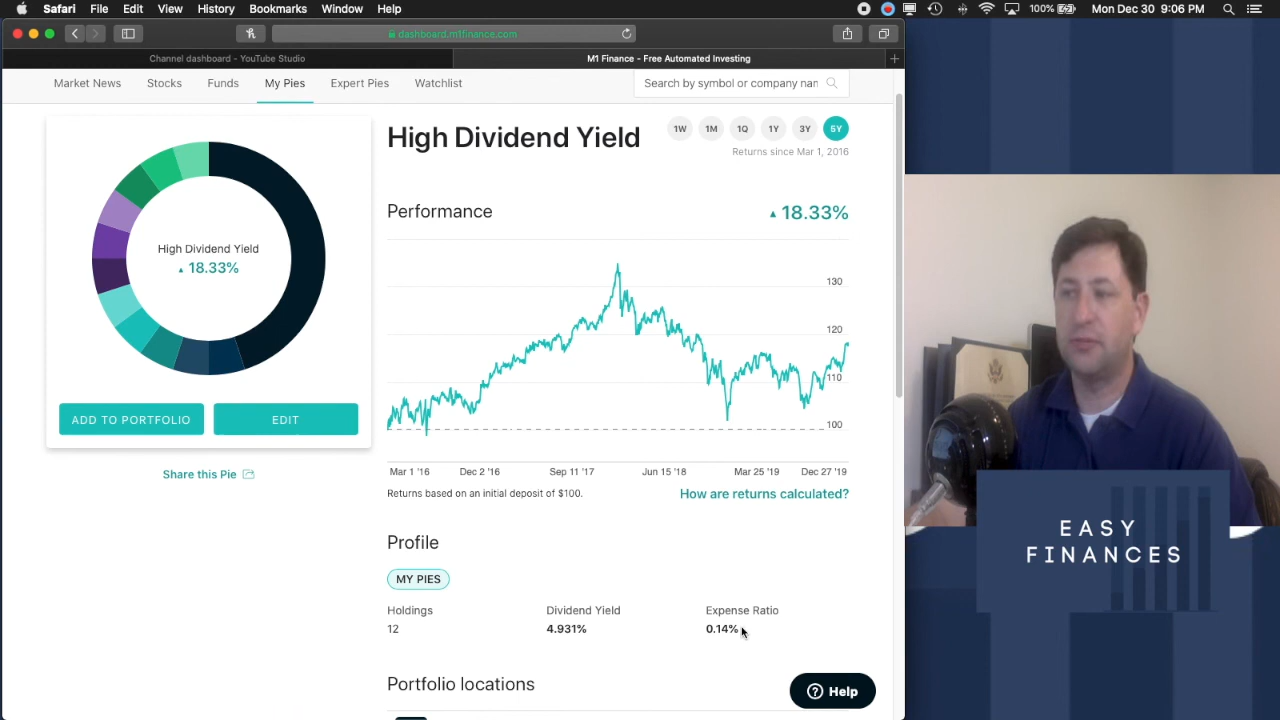 Safari File Edit View History Bookmarks Window Help 100% Mon Dec 30 9:06 PM
dashboard.m1finance.com
Channel dashboard - YouTube Studio M1 Finance - Free Automated Investing
Market News Stocks Funds My Pies Expert Pies Watchlist Search by symbol or company nan
High Dividend Yield 1W 1M 1Q 1Y 3Y 5Y
Returns since Mar 1, 2016
Performance 18.33%
High Dividend Yield
18.33%
130
120
110
100
ADD TO PORTFOLIO EDIT
Mar 1 '16 Dec 2 '16 Sep 11 '17 Jun 15 '18 Mar 25 '19 Dec 27 '19
Share this Pie
Returns based on an initial deposit of $100. How are returns calculated?
Profile
MY PIES
Holdings Dividend Yield Expense Ratio
12 4.931% 0.14%
Portfolio locations
Help
EASY
FINANCES